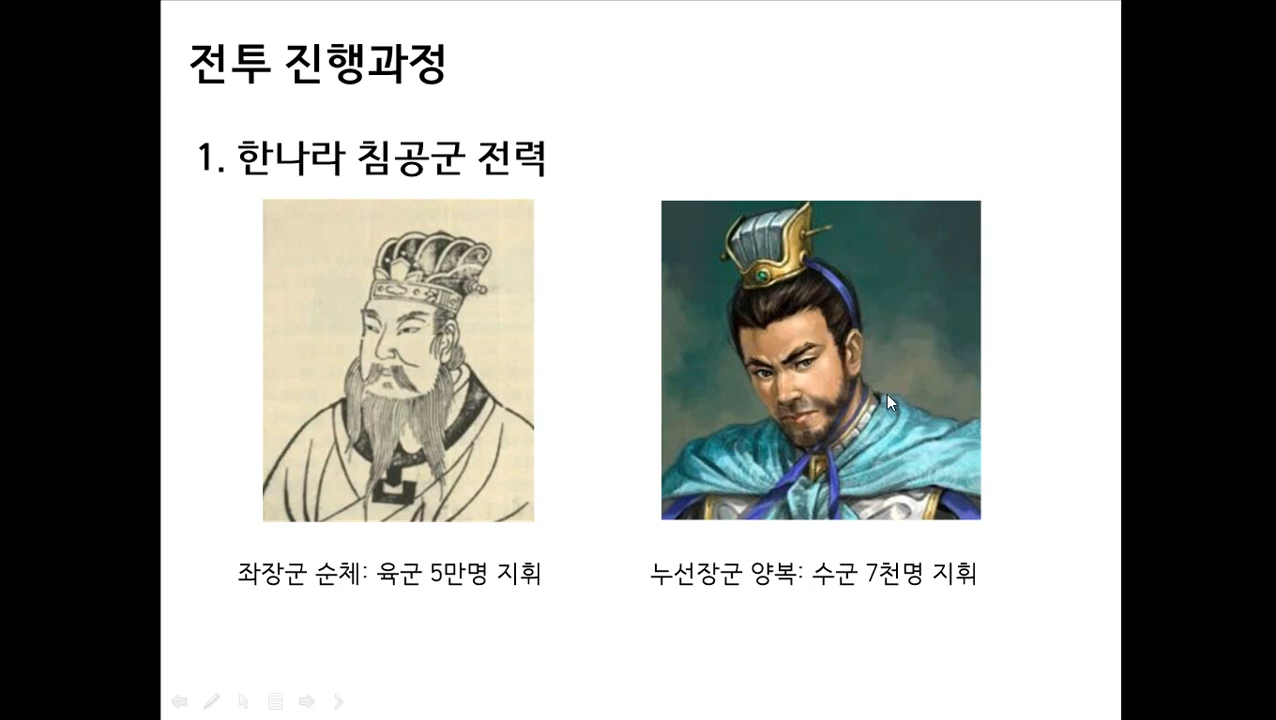 전투 진행과정
1. 한나라 침공군 전력
좌장군 순체: 육군 5만명 지휘
누선장군 양복: 수군 7천명 지휘